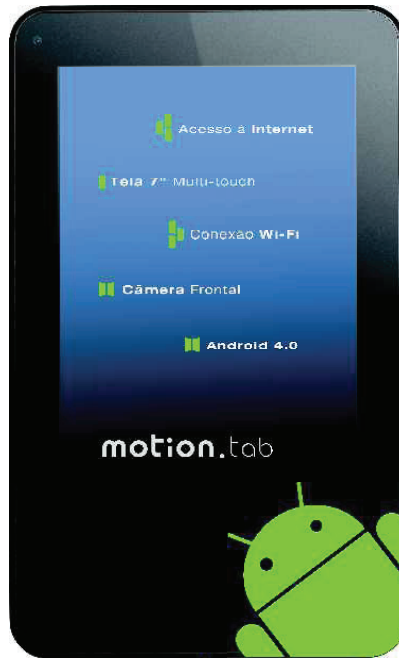 Acesso à Internet
Tela 7" Multi-touch
Conexão Wi-Fi
Câmera Frontal
Android 4.0
motion.tab